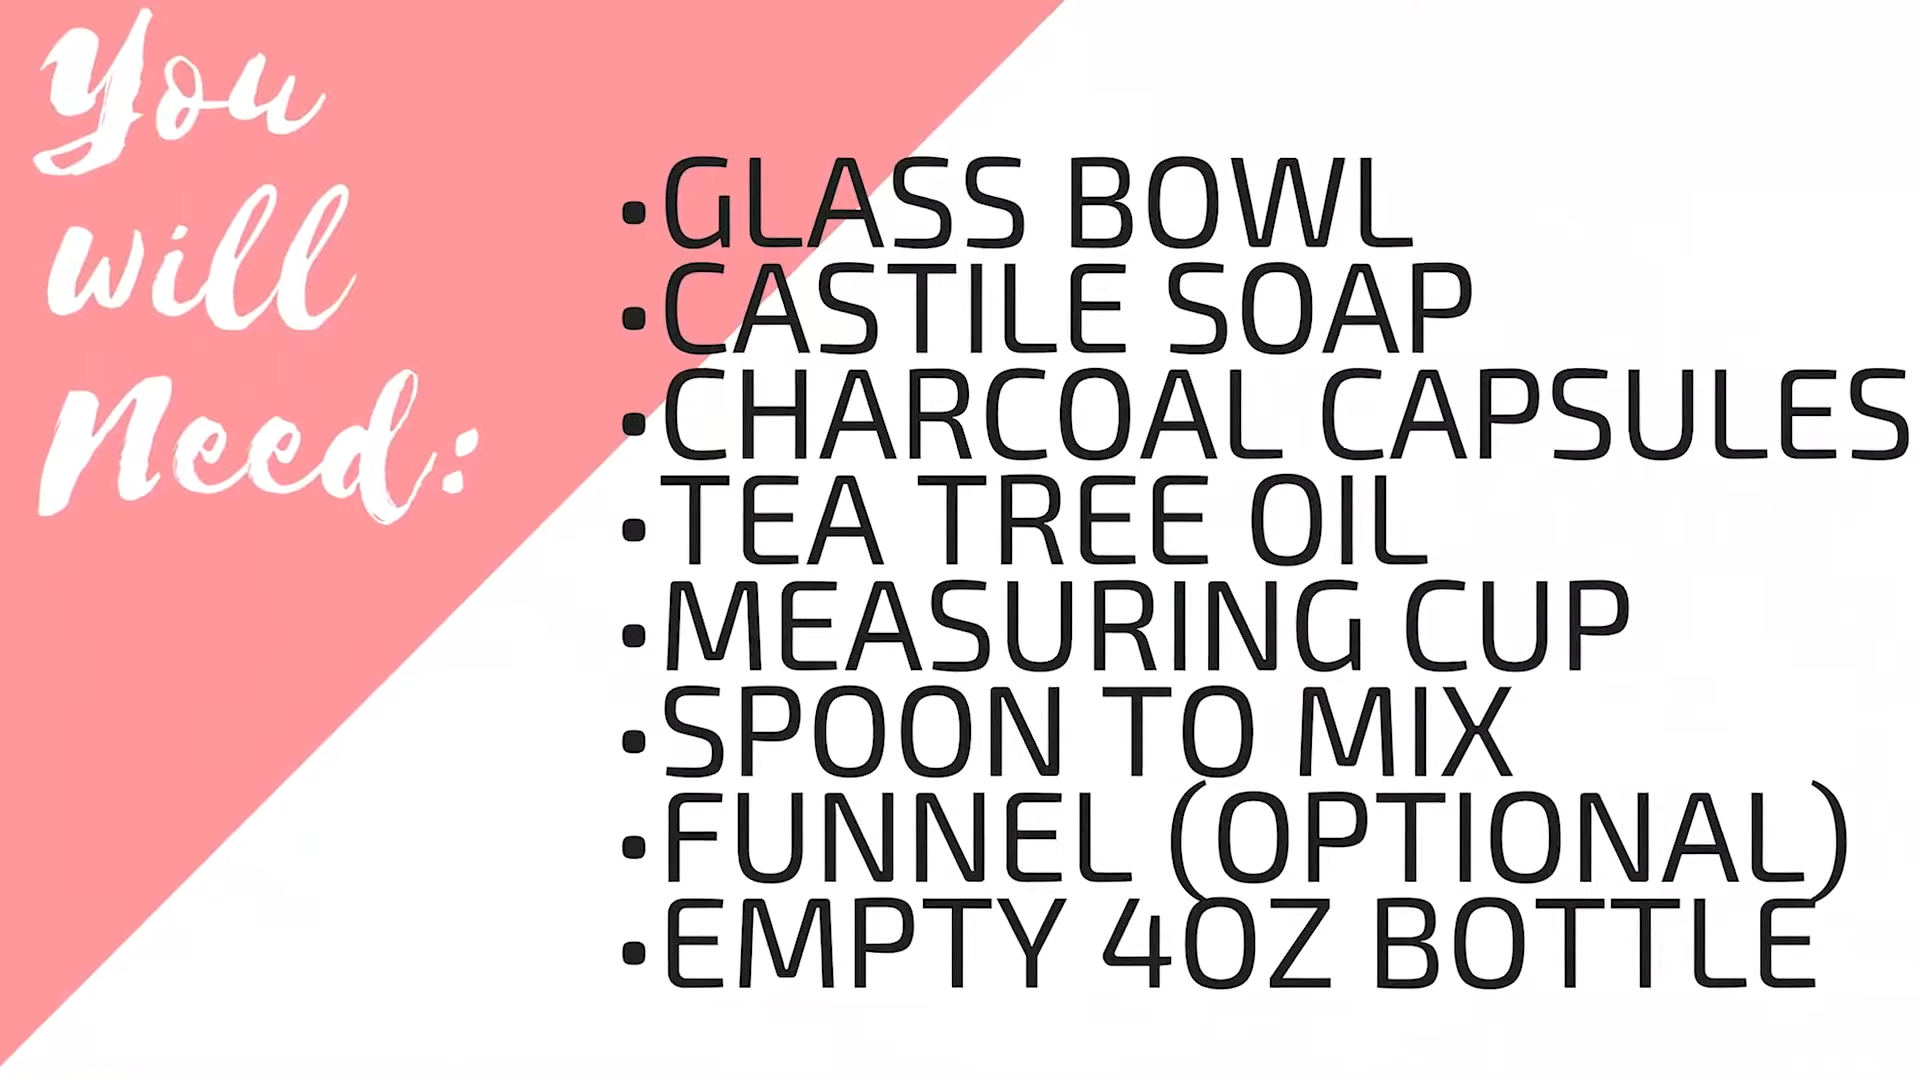 You
will
Need:
•GLASS BOWL
•CASTILE SOAP
•CHARCOAL CAPSULES
•TEA TREE OIL
•MEASURING CUP
•SPOON TO MIX
•FUNNEL (OPTIONAL)
•EMPTY 4OZ BOTTLE